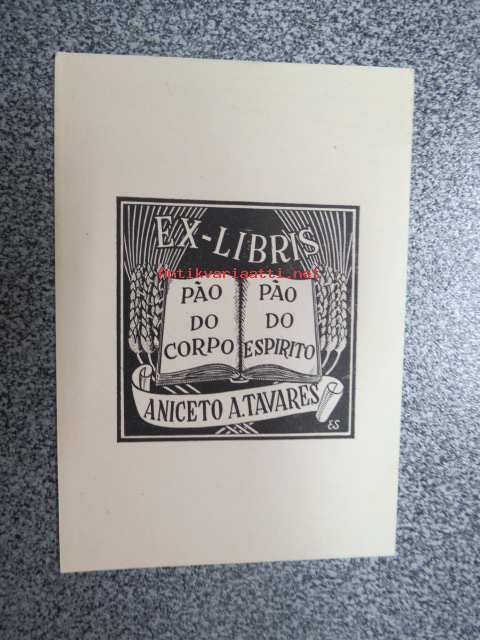 EX-LIBRIS
Antikvariaatti.net
PÃO
DO
CORPO
PÃO
DO
ESPIRITO
ANICETO A. TAVARES
ES